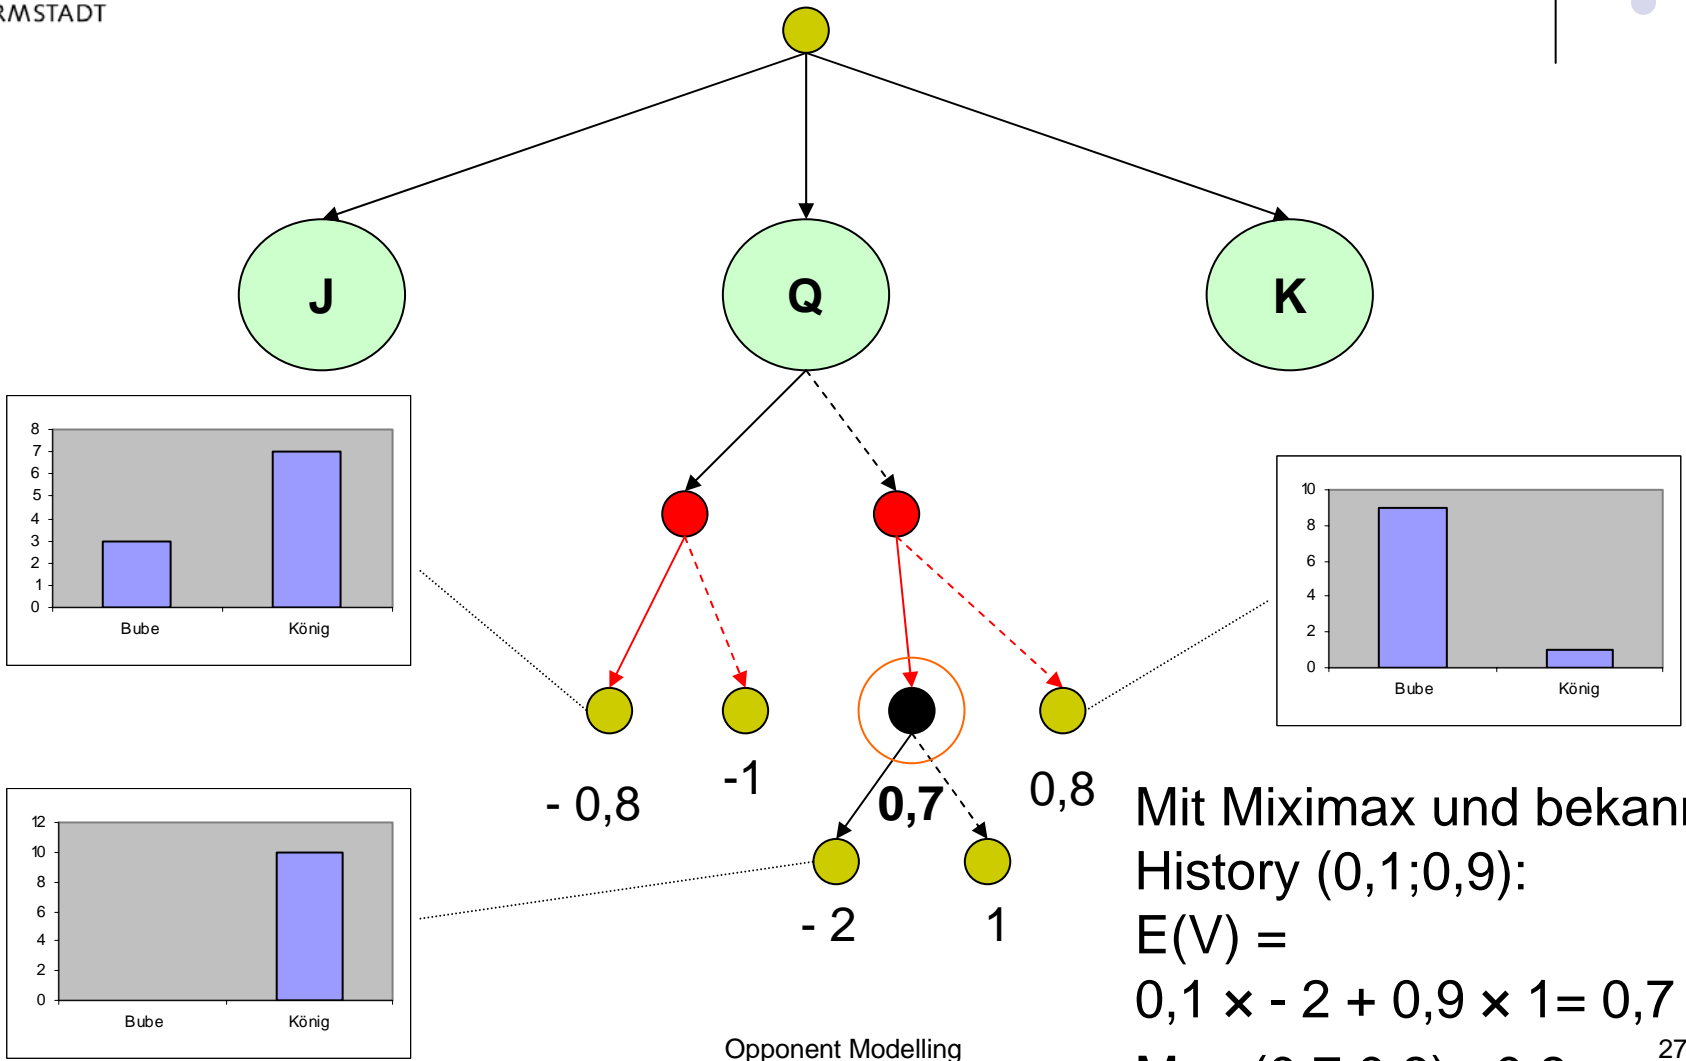 RMSTADT
J
Q
K
8
7
6
5
4
3
2
1
0
Bube König
10
8
6
4
2
0
Bube König
- 0,8
-1
0,7
0,8
- 2
1
12
10
8
6
4
2
0
Bube König
Mit Miximax und bekan
History (0,1;0,9):
E(V) =
0,1 × - 2 + 0,9 × 1= 0,7
Opponent Modelling
27